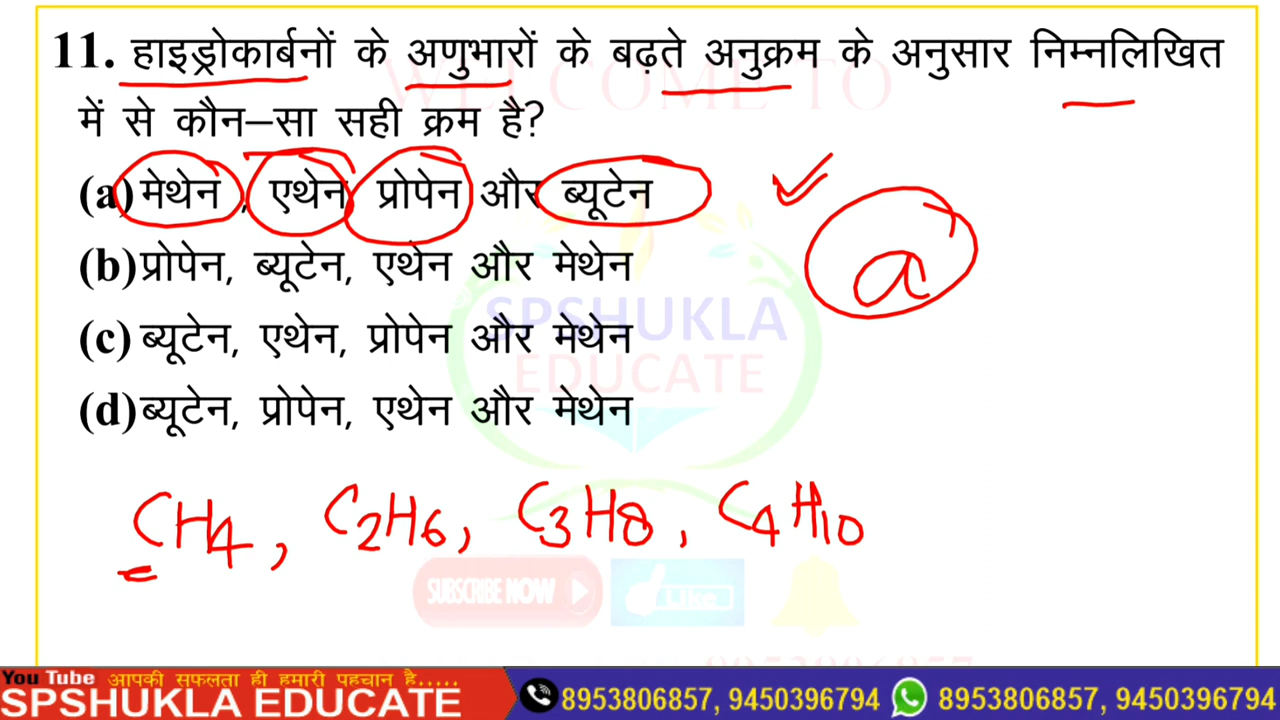 WELCOME TO
11. हाइड्रोकार्बनों के अणुभारों के बढ़ते अनुक्रम के अनुसार निम्नलिखित
में से कौन–सा सही क्रम है?
(a) मेथेन, एथेन प्रोपेन और ब्यूटेन
a
(b) प्रोपेन, ब्यूटेन, एथेन और मेथेन
(c) ब्यूटेन, एथेन, प्रोपेन और मेथेन
(d) ब्यूटेन, प्रोपेन, एथेन और मेथेन
SPSHUKLA
EDUCATE
CH4, C2H6, C3H8, C4H10
SUBSCRIBE NOW
Like
You Tube आपकी सफलता ही हमारी पहचान है.....
SPSHUKLA EDUCATE
8953806857, 9450396794
8953806857, 9450396794